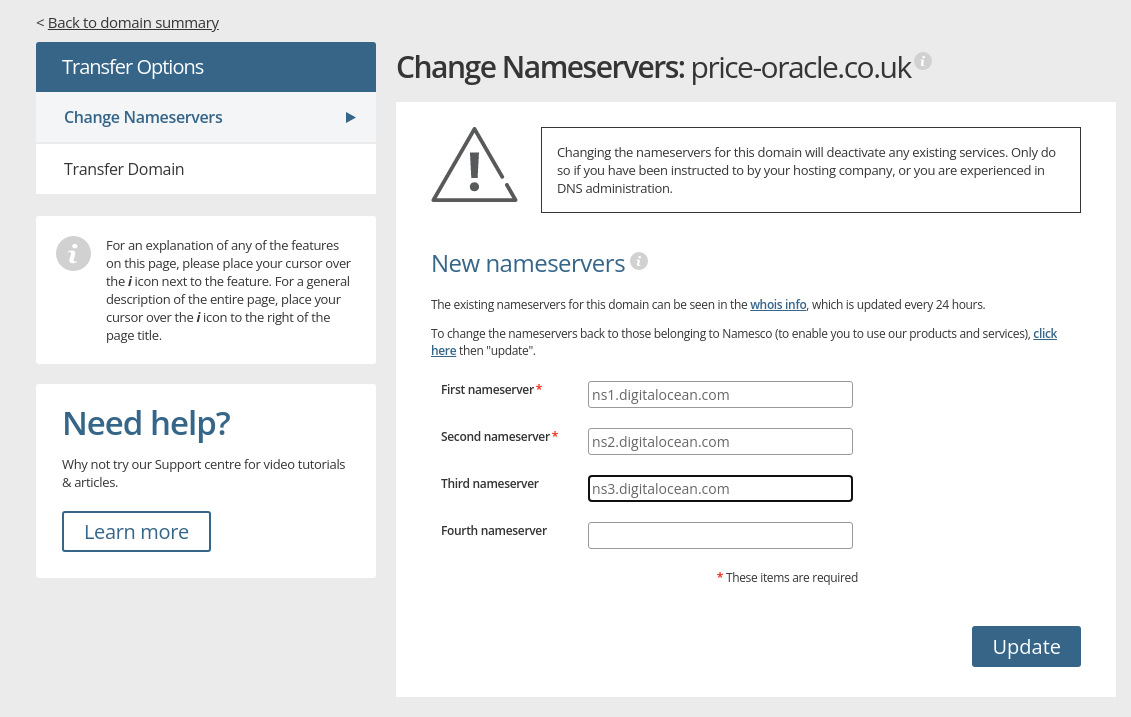 < Back to domain summary
Transfer Options
Change Nameservers
Transfer Domain
i
For an explanation of any of the features
on this page, please place your cursor over
the i icon next to the feature. For a general
description of the entire page, place your
cursor over the i icon to the right of the
page title.
Need help?
Why not try our Support centre for video tutorials
& articles.
Learn more
Change Nameservers: price-oracle.co.uk i
!
Changing the nameservers for this domain will deactivate any existing services. Only do
so if you have been instructed to by your hosting company, or you are experienced in
DNS administration.
New nameservers i
The existing nameservers for this domain can be seen in the whois info, which is updated every 24 hours.
To change the nameservers back to those belonging to Namesco (to enable you to use our products and services), click
here then "update".
First nameserver * ns1.digitalocean.com
Second nameserver * ns2.digitalocean.com
Third nameserver ns3.digitalocean.com
Fourth nameserver
* These items are required
Update